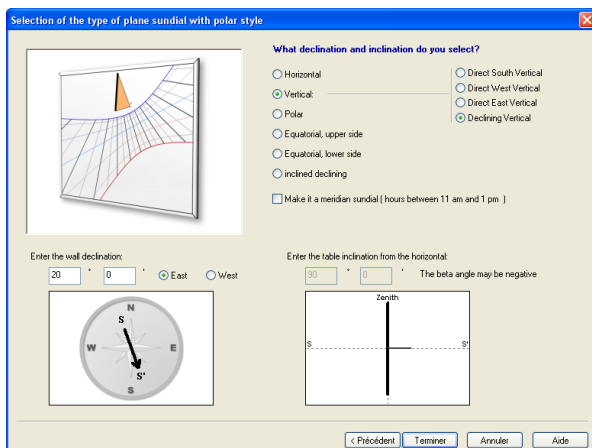 Selection of the type of plane sundial with polar style
What declination and inclination do you select?
Horizontal
Vertical:
Polar
Equatorial, upper side
Equatorial, lower side
inclined declining
Direct South Vertical
Direct West Vertical
Direct East Vertical
Declining Vertical
Make it a meridian sundial ( hours between 11 am and 1 pm )
Enter the wall declination:
20 ° 0 ' East West
Enter the table inclination from the horizontal:
90 ° 0 ' The beta angle may be negative
N
S
W E
S'
S
Zenith
S S'
< Précédent Terminer Annuler Aide